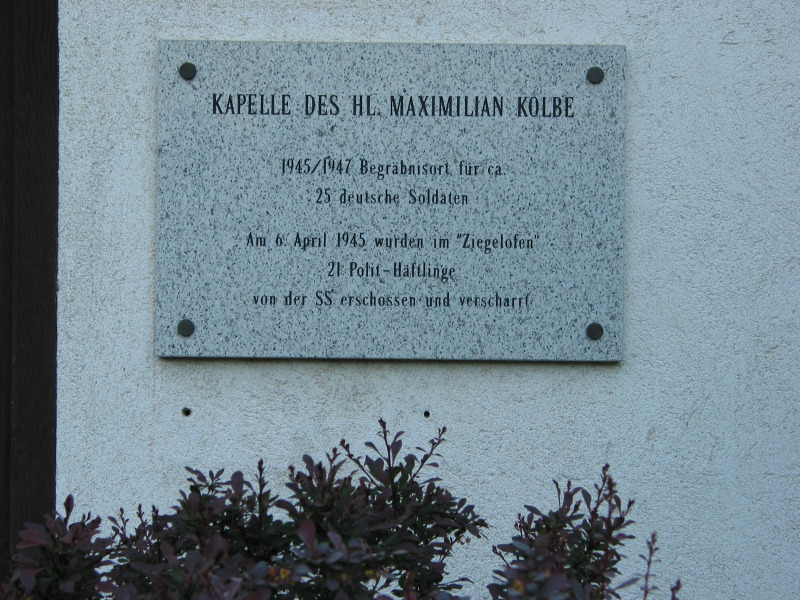 KAPELLE DES HL. MAXIMILIAN KOLBE
1945/1947 Begräbnisort für ca.
25 deutsche Soldaten
Am 6. April 1945 wurden im "Ziegelofen"
21 Polit-Häftlinge
von der SS erschossen und verscharrt.